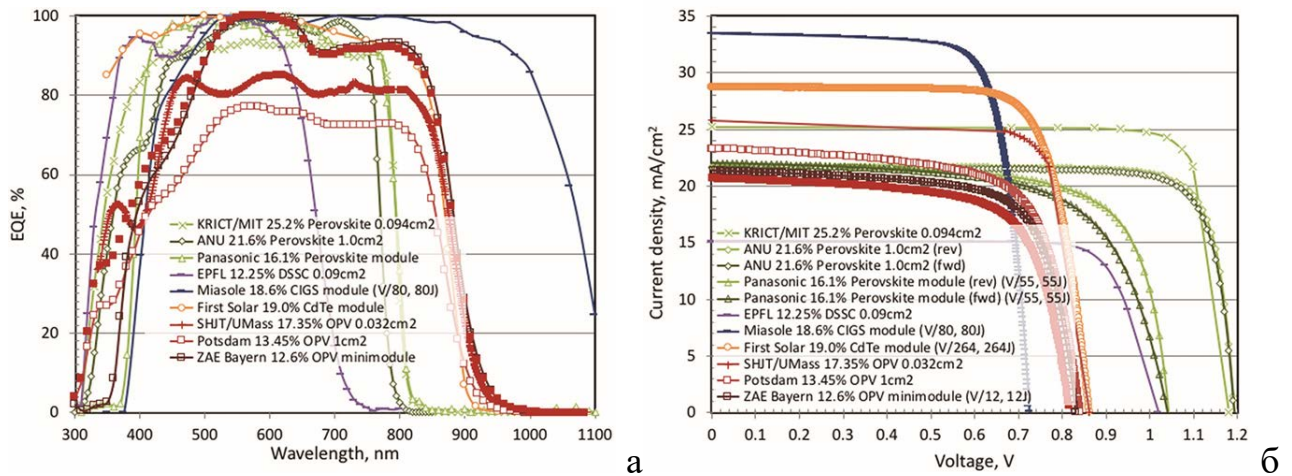 100
80
60
40
20
0
EQE, %
KRICT/MIT 25.2% Perovskite 0.094cm2
ANU 21.6% Perovskite 1.0cm2
Panasonic 16.1% Perovskite module
EPFL 12.25% DSSC 0.09cm2
Miasole 18.6% CIGS module (V/80, 80J)
First Solar 19.0% CdTe module
SHJT/UMass 17.35% OPV 0.032cm2
Potsdam 13.45% OPV 1cm2
ZAE Bayern 12.6% OPV minimodule
300 400 500 600 700 800 900 1000 1100
Wavelength, nm
а
35
30
25
20
15
10
5
0
Current density, mA/cm2
KRICT/MIT 25.2% Perovskite 0.094cm2
ANU 21.6% Perovskite 1.0cm2 (rev)
ANU 21.6% Perovskite 1.0cm2 (fwd)
Panasonic 16.1% Perovskite module (rev) (V/55, 55J)
Panasonic 16.1% Perovskite module (fwd) (V/55, 55J)
EPFL 12.25% DSSC 0.09cm2
Miasole 18.6% CIGS module (V/80, 80J)
First Solar 19.0% CdTe module (V/264, 264J)
SHJT/UMass 17.35% OPV 0.032cm2
Potsdam 13.45% OPV 1cm2
ZAE Bayern 12.6% OPV minimodule (V/12, 12J)
0 0.1 0.2 0.3 0.4 0.5 0.6 0.7 0.8 0.9 1 1.1 1.2
Voltage, V
б